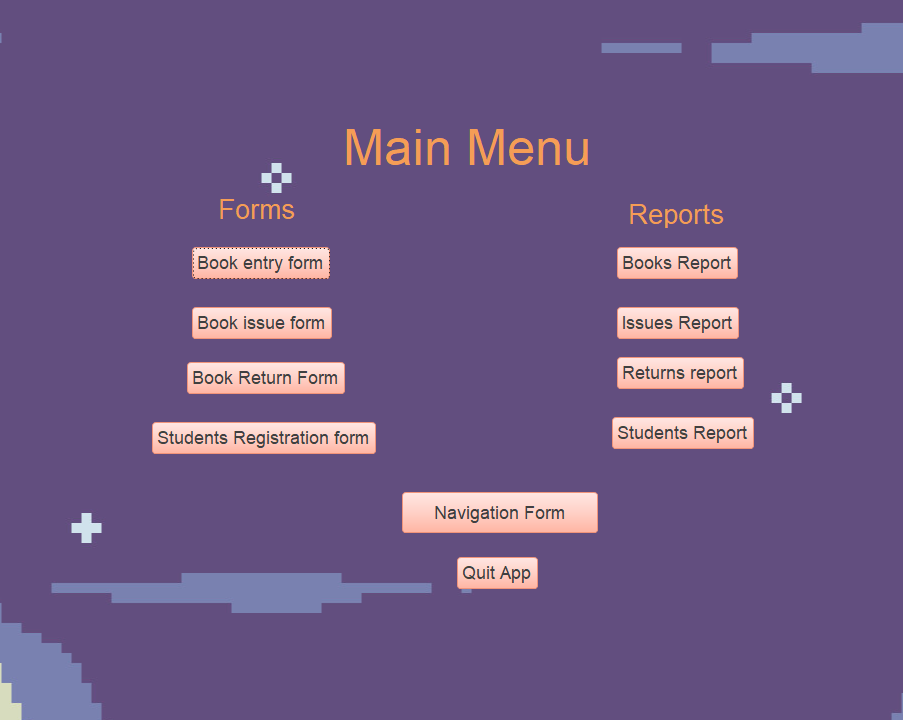 Main Menu
Forms
Reports
Book entry form
Books Report
Book issue form
Issues Report
Book Return Form
Returns report
Students Registration form
Students Report
Navigation Form
Quit App